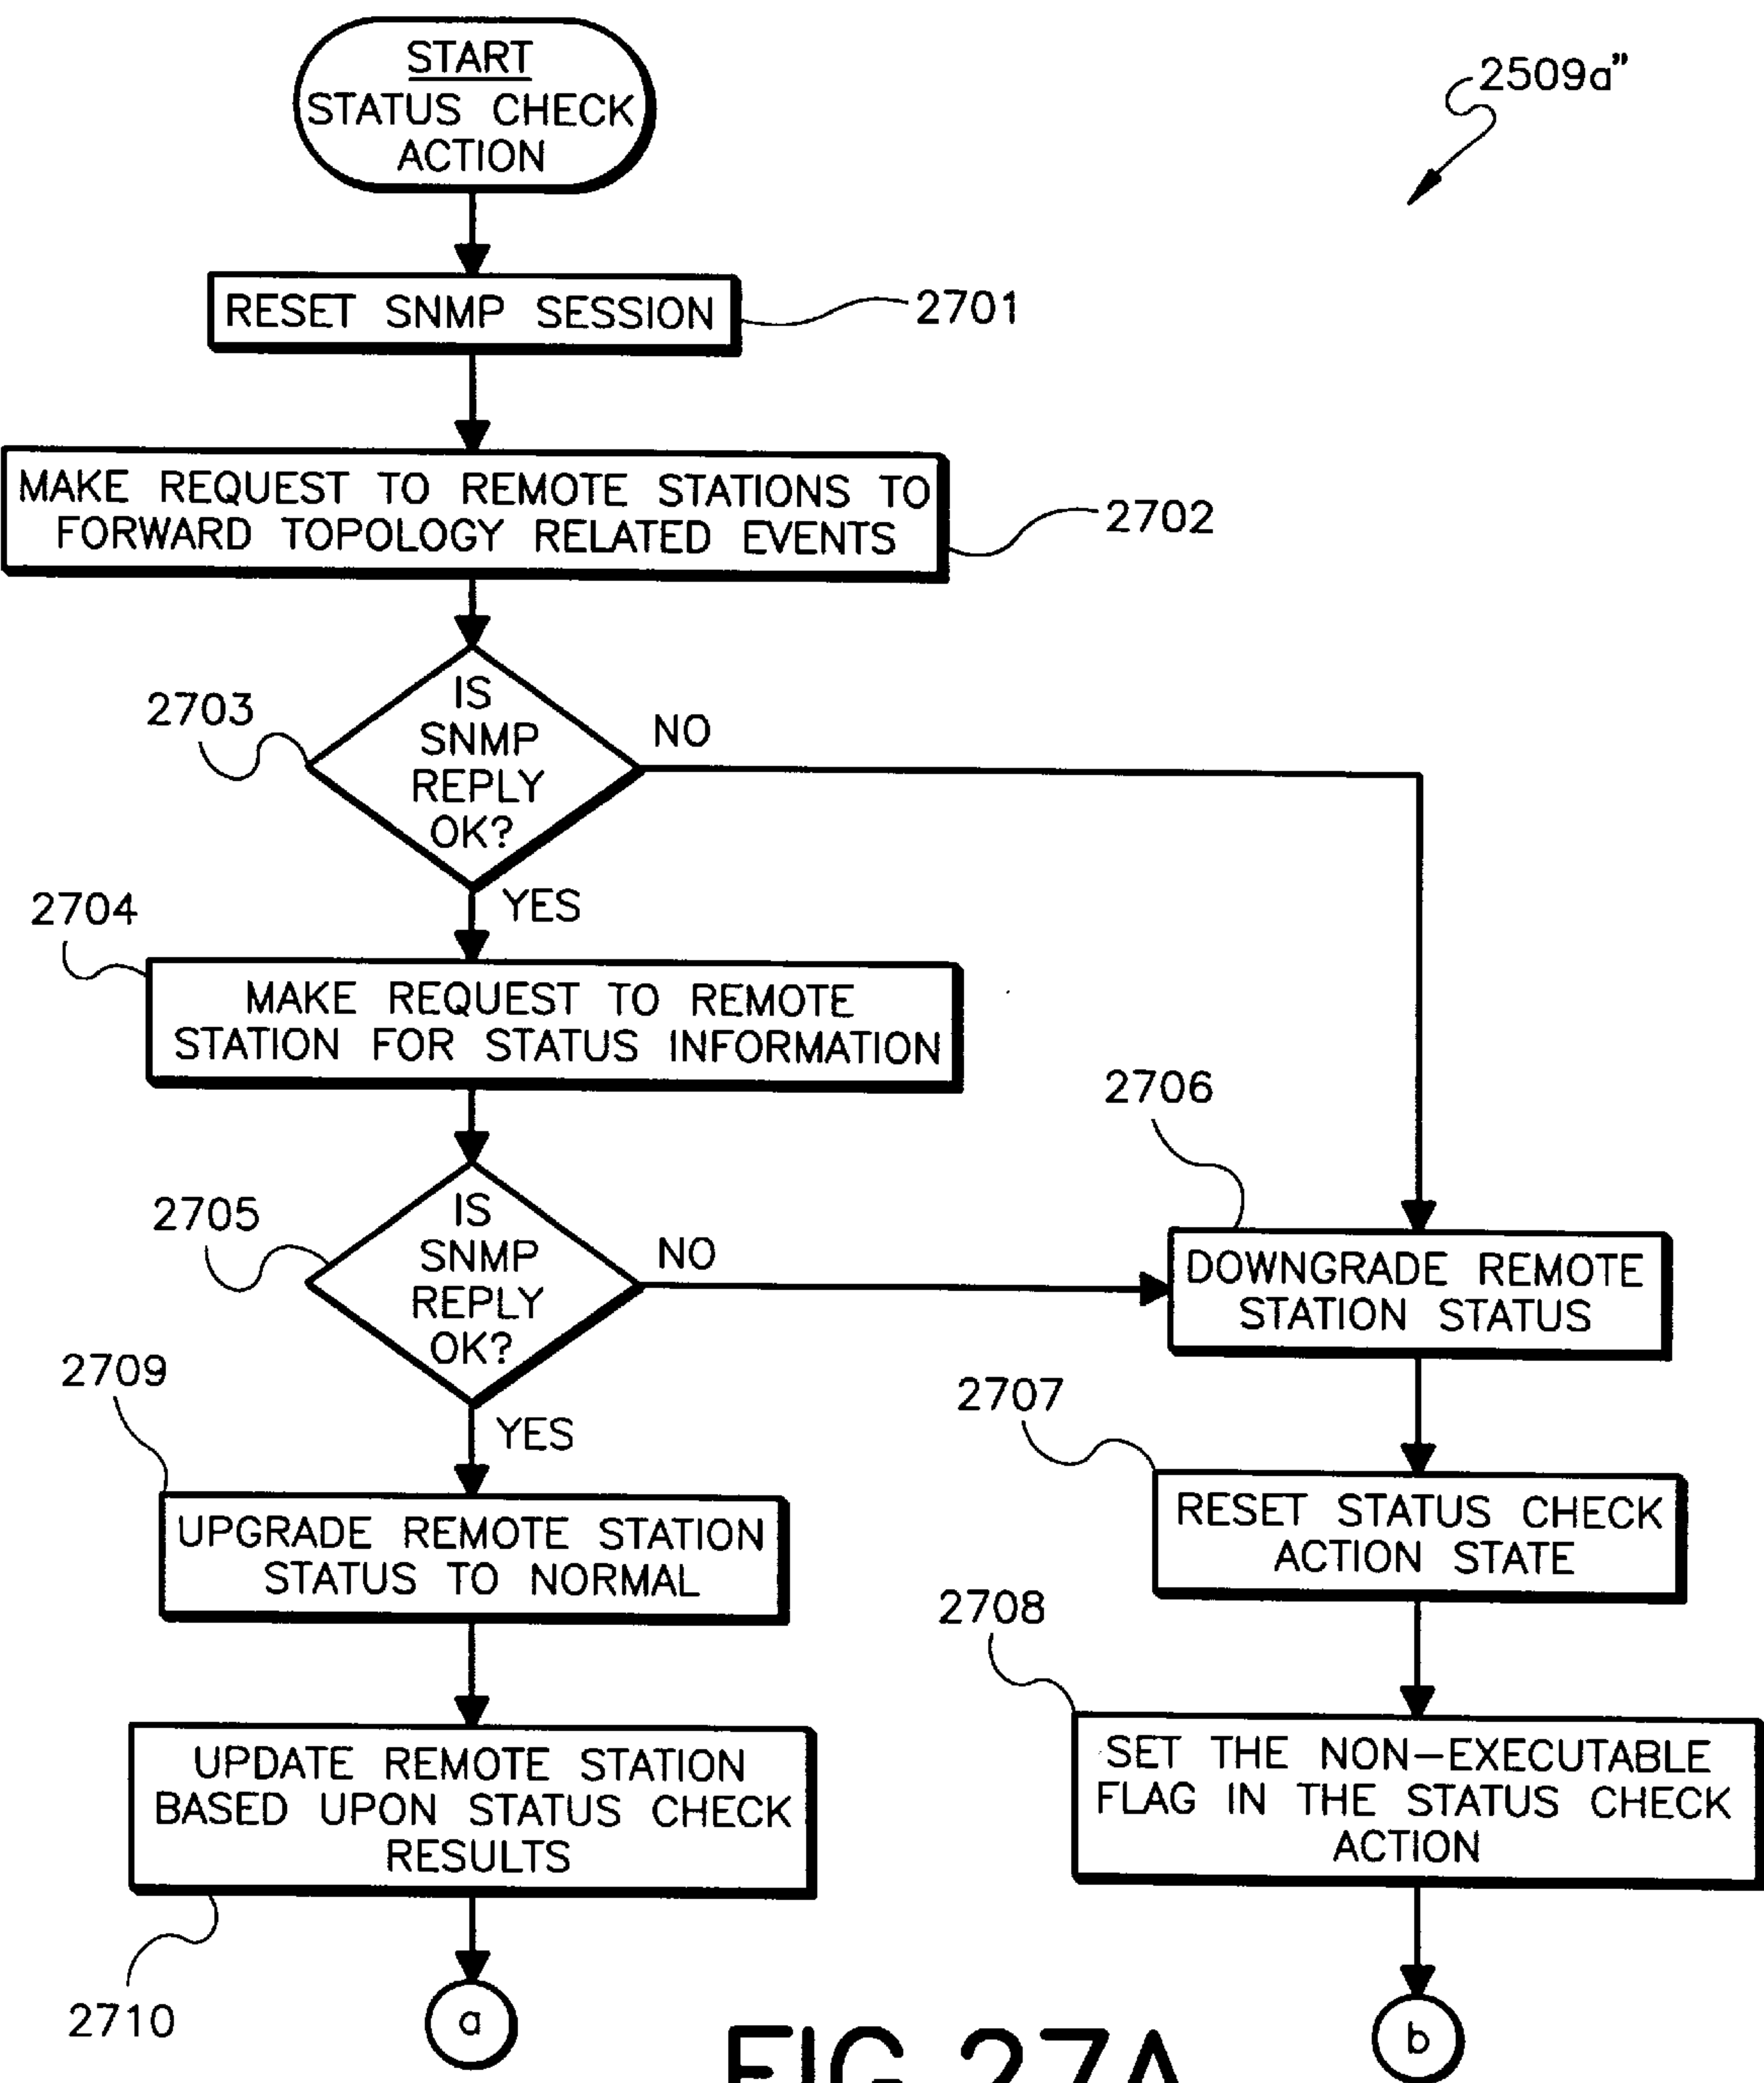 START
STATUS CHECK
ACTION
2509a"
RESET SNMP SESSION
2701
MAKE REQUEST TO REMOTE STATIONS TO
FORWARD TOPOLOGY RELATED EVENTS
2702
2703
IS
SNMP
REPLY
OK?
NO
YES
2704
MAKE REQUEST TO REMOTE
STATION FOR STATUS INFORMATION
2705
IS
SNMP
REPLY
OK?
NO
YES
2706
DOWNGRADE REMOTE
STATION STATUS
2709
UPGRADE REMOTE STATION
STATUS TO NORMAL
2707
RESET STATUS CHECK
ACTION STATE
2710
UPDATE REMOTE STATION
BASED UPON STATUS CHECK
RESULTS
2708
SET THE NON-EXECUTABLE
FLAG IN THE STATUS CHECK
ACTION
a
b
FIG.27A